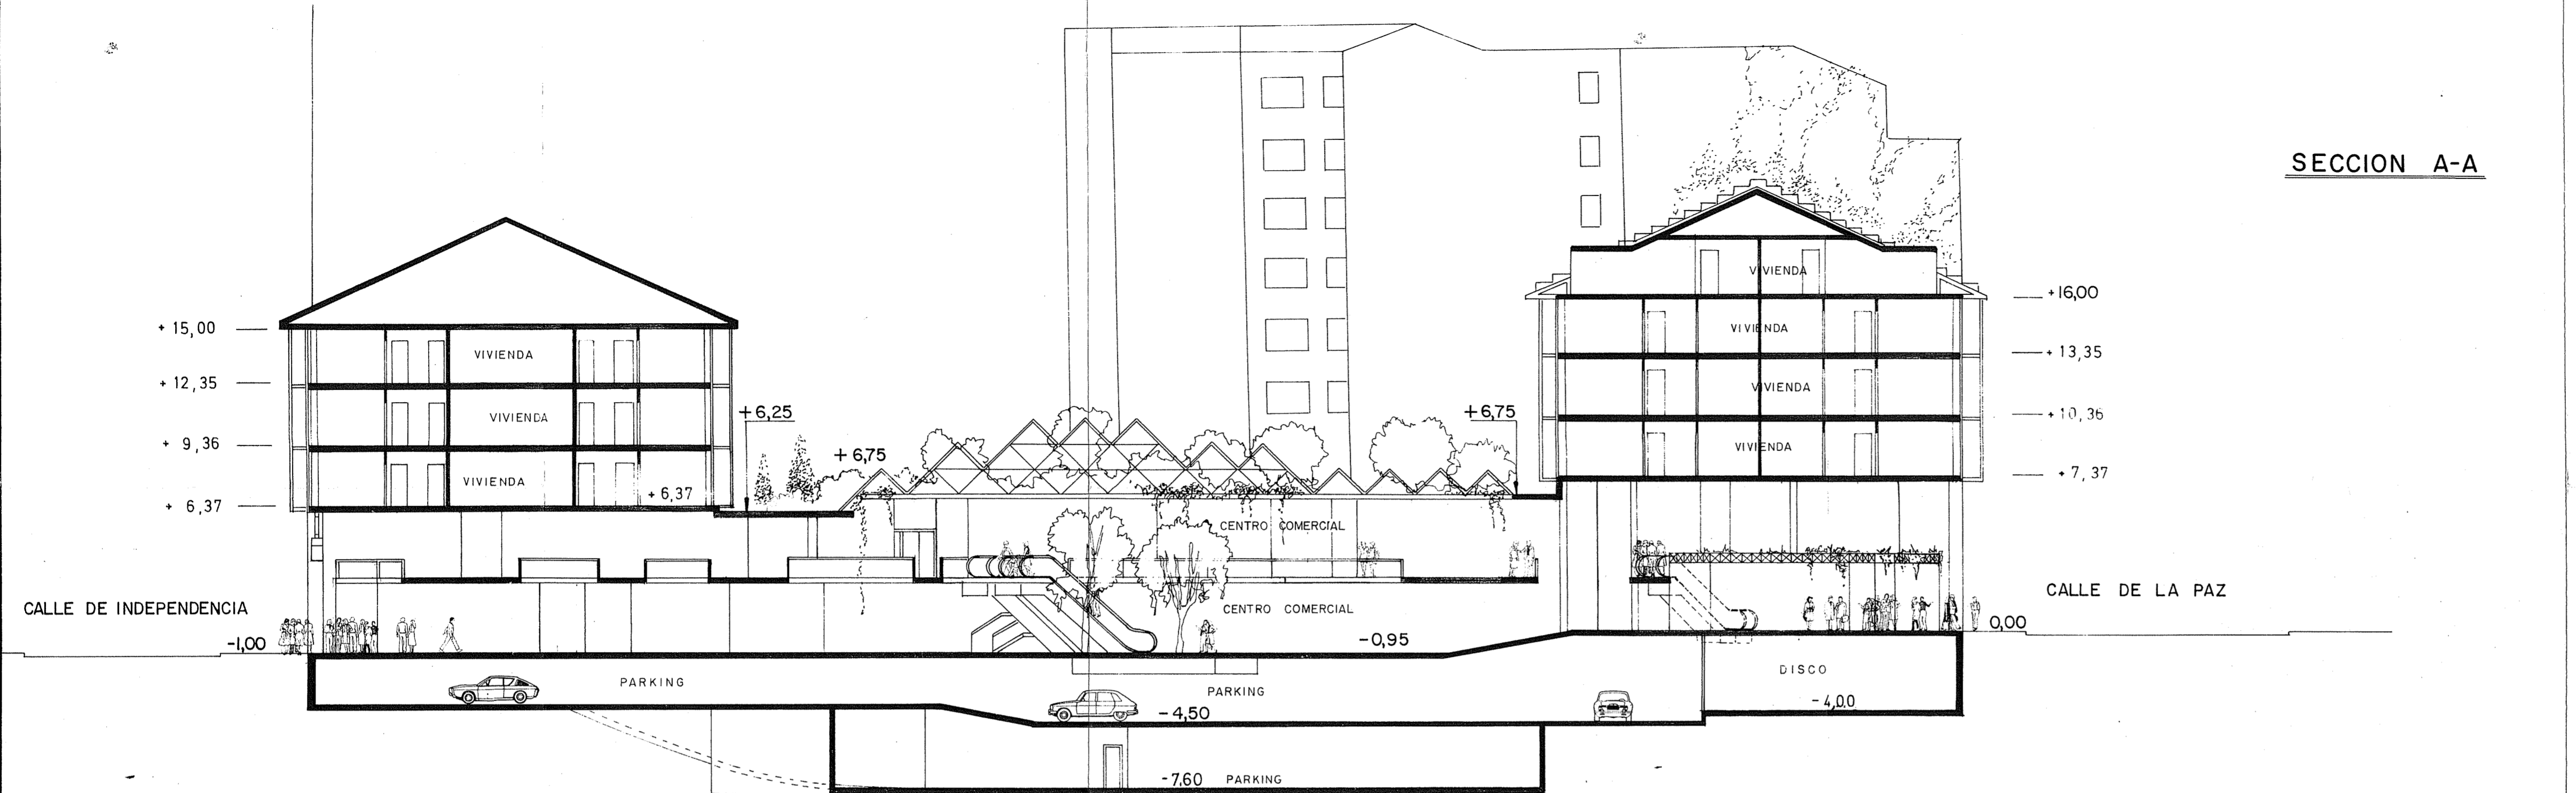 SECCION A-A
VIVIENDA
+16,00
+ 15,00
VIVIENDA
VIVIENDA
+ 13,35
+ 12,35
VIVIENDA
VIVIENDA
+6,25
+6,75
+ 10,36
+ 9,36
+6,75
VIVIENDA
+ 7,37
VIVIENDA
+ 6,37
+ 6,37
CENTRO COMERCIAL
CALLE DE INDEPENDENCIA
CENTRO COMERCIAL
CALLE DE LA PAZ
-1,00
-0,95
0,00
PARKING
PARKING
DISCO
-4,50
-4,00
-7,60 PARKING